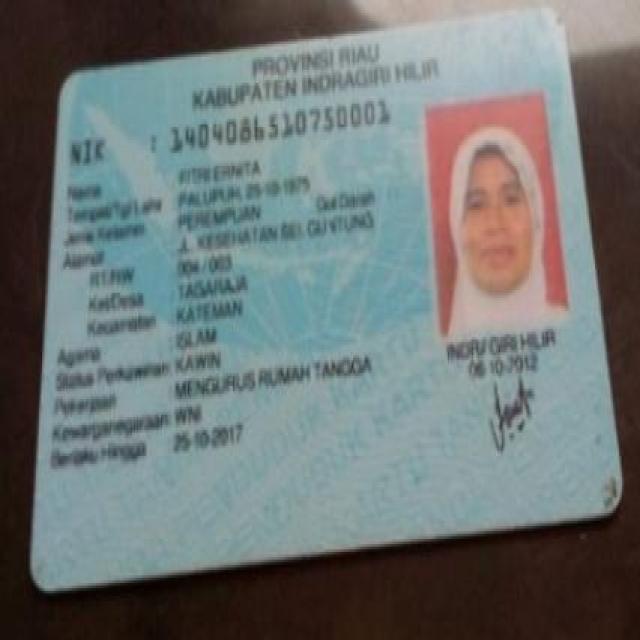 PROVINSI RIAU
KABUPATEN INDRAGIRI HILIR
NIK : 1404086510750001
Nama FITRI ERNITA
Tempat/Tgl Lahir PALUPUH, 25-10-1975
Jenis Kelamin PEREMPUAN Gol Darah
Alamat JL. KESEHATAN SEI. GUNTUNG
RT/RW 004 / 003
Kel/Desa TAGARAJA
Kecamatan KATEMAN
Agama ISLAM
Status Perkawinan KAWIN
Pekerjaan MENGURUS RUMAH TANGGA
Kewarganegaraan WNI
Berlaku Hingga 25-10-2017
INDRAGIRI HILIR
06-10-2012